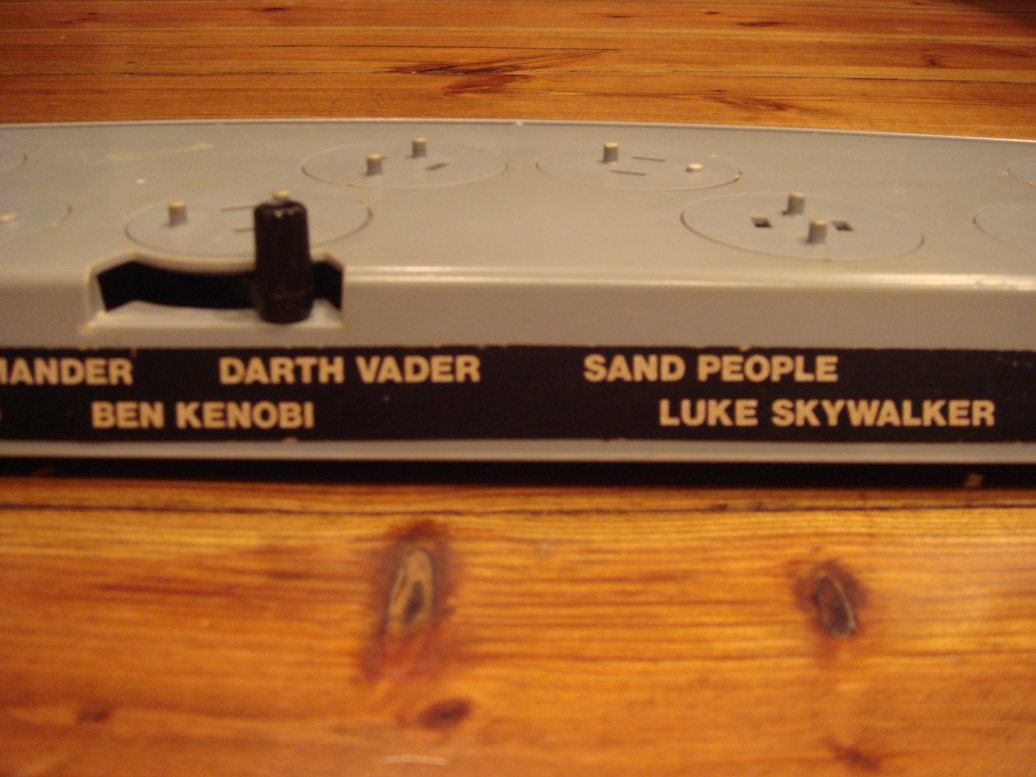 MANDER DARTH VADER SAND PEOPLE
BEN KENOBI LUKE SKYWALKER